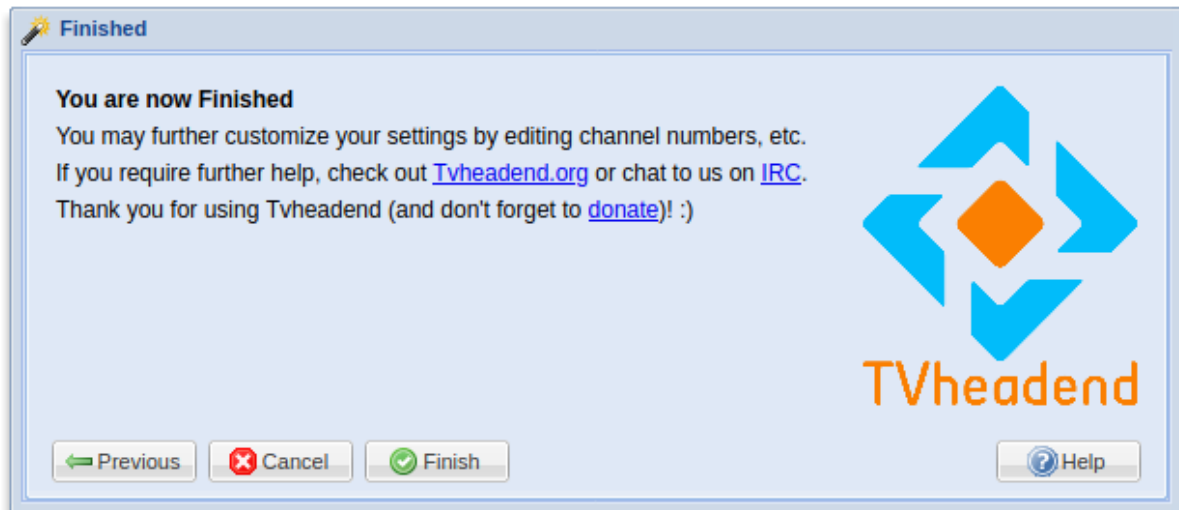 Finished
You are now Finished
You may further customize your settings by editing channel numbers, etc.
If you require further help, check out Tvheadend.org or chat to us on IRC.
Thank you for using Tvheadend (and don't forget to donate)! :)
TVheadend
Previous
Cancel
Finish
Help